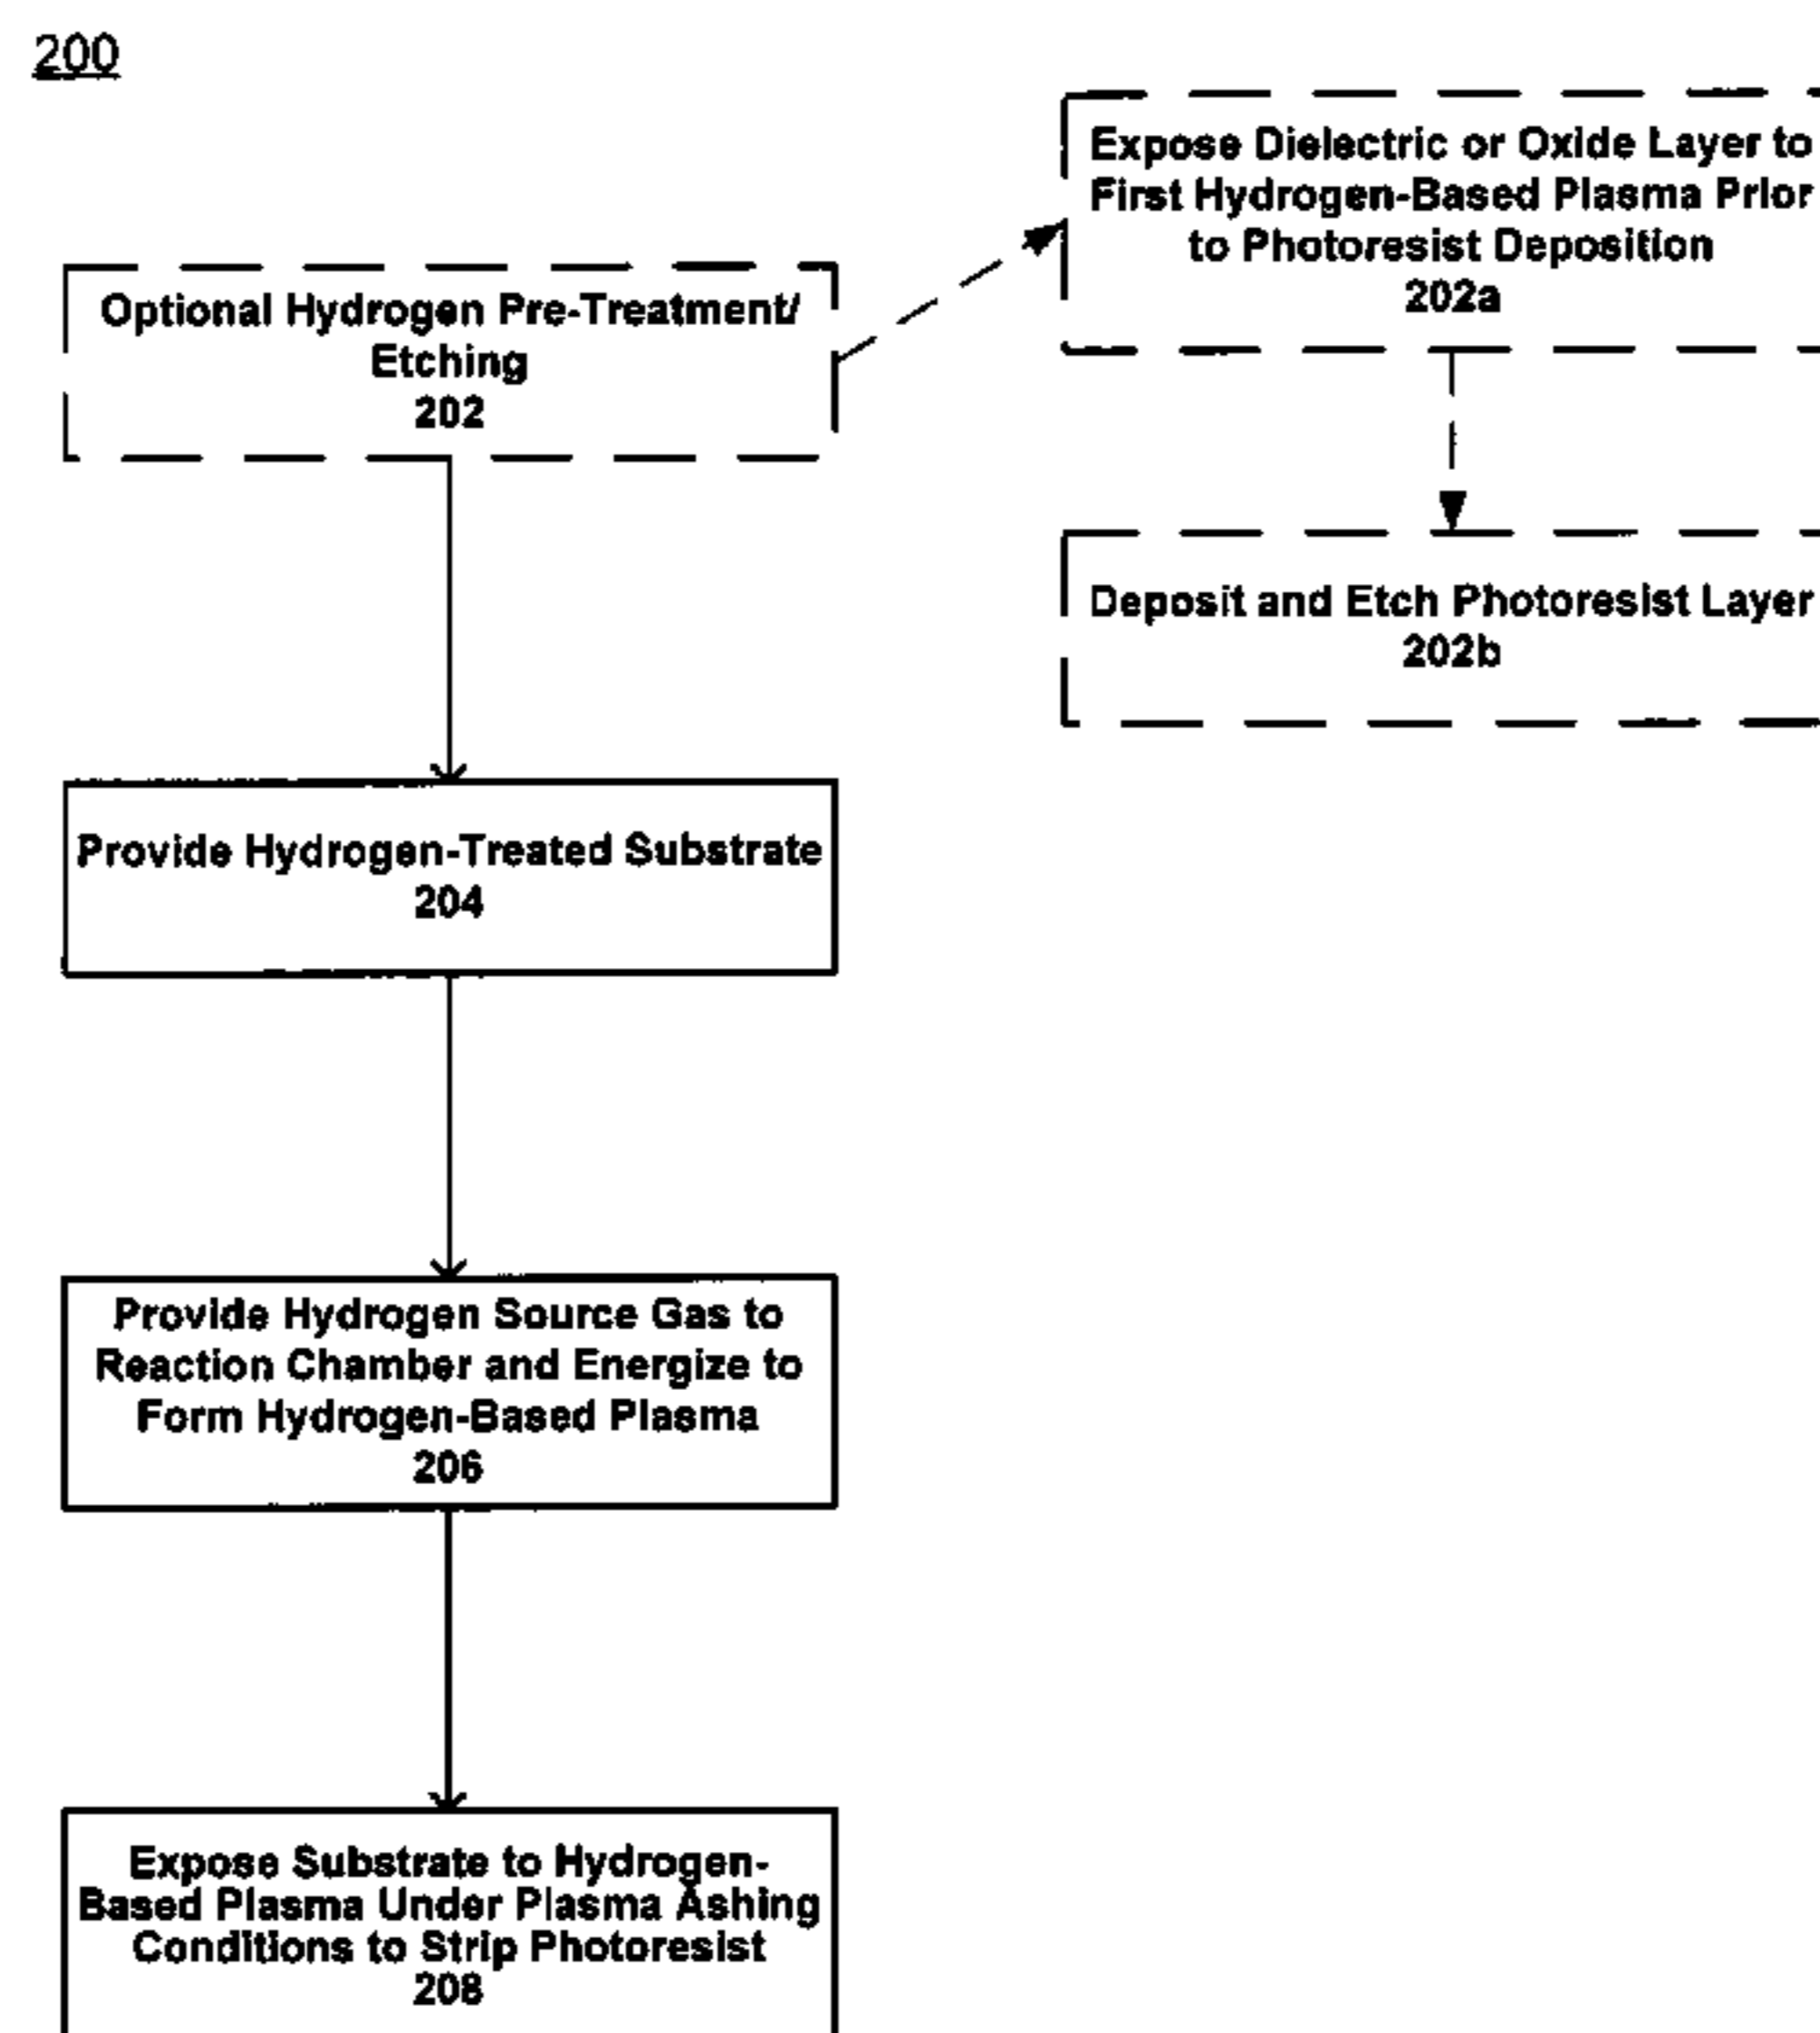 200
Optional Hydrogen Pre-Treatment/
Etching
202
Expose Dielectric or Oxide Layer to
First Hydrogen-Based Plasma Prior
to Photoresist Deposition
202a
Deposit and Etch Photoresist Layer
202b
Provide Hydrogen-Treated Substrate
204
Provide Hydrogen Source Gas to
Reaction Chamber and Energize to
Form Hydrogen-Based Plasma
206
Expose Substrate to Hydrogen-
Based Plasma Under Plasma Ashing
Conditions to Strip Photoresist
208